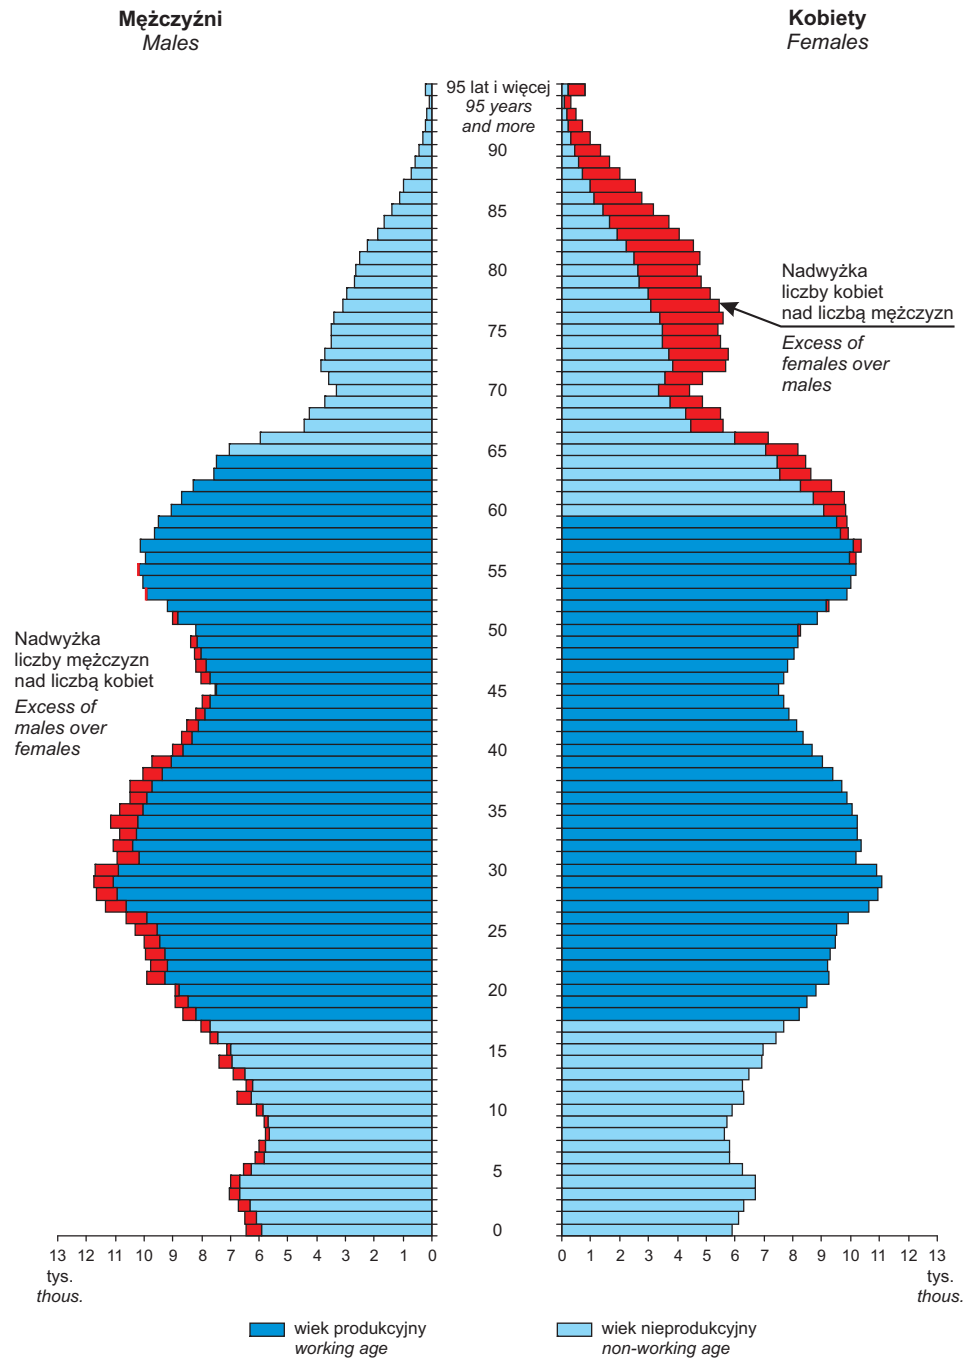 Mężczyźni
Males
Kobiety
Females
95 lat i więcej
95 years
and more
90
85
80
Nadwyżka
liczby kobiet
nad liczbą mężczyzn
Excess of
females over
males
75
70
65
60
55
50
Nadwyżka
liczby mężczyzn
nad liczbą kobiet
Excess of
males over
females
45
40
35
30
25
20
15
10
5
0
13 12 11 10 9 8 7 6 5 4 3 2 1 0
0 1 2 3 4 5 6 7 8 9 10 11 12 13
tys.
thous.
tys.
thous.
wiek produkcyjny
working age
wiek nieprodukcyjny
non-working age